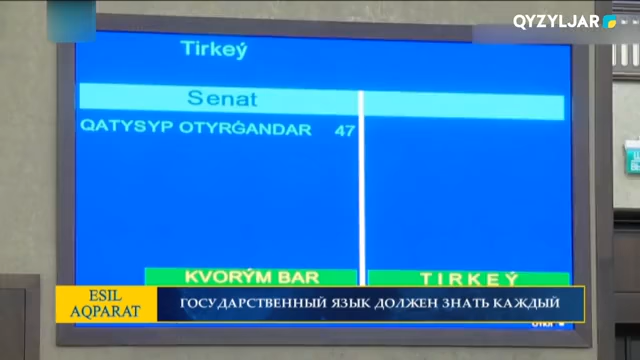 QYZYLJAR
Tirkeý
Senat
QATYSYP OTYRǴANDAR 47
KVORÝM BAR
TIRKEÝ
ESIL
AQPARAT
ГОСУДАРСТВЕННЫЙ ЯЗЫК ДОЛЖЕН ЗНАТЬ КАЖДЫЙ